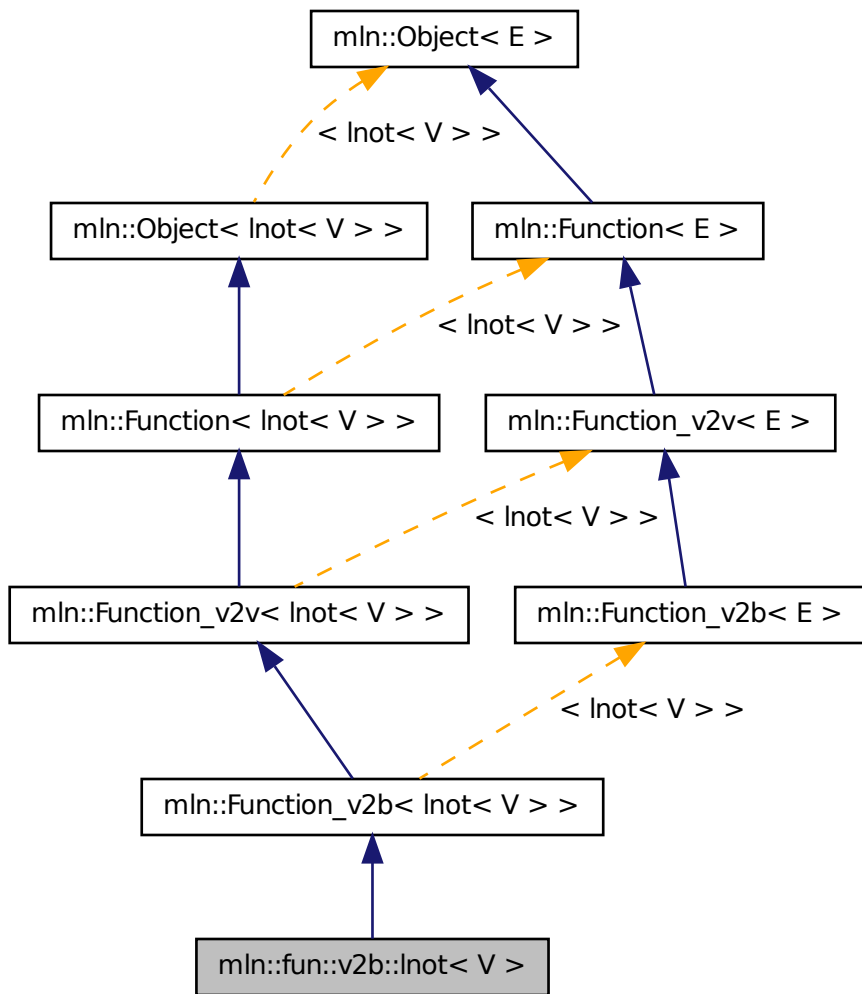 mln::Object< E >
< lnot< V > >
mln::Object< lnot< V > >
mln::Function< E >
< lnot< V > >
mln::Function< lnot< V > >
mln::Function_v2v< E >
< lnot< V > >
mln::Function_v2v< lnot< V > >
mln::Function_v2b< E >
< lnot< V > >
mln::Function_v2b< lnot< V > >
mln::fun::v2b::lnot< V >